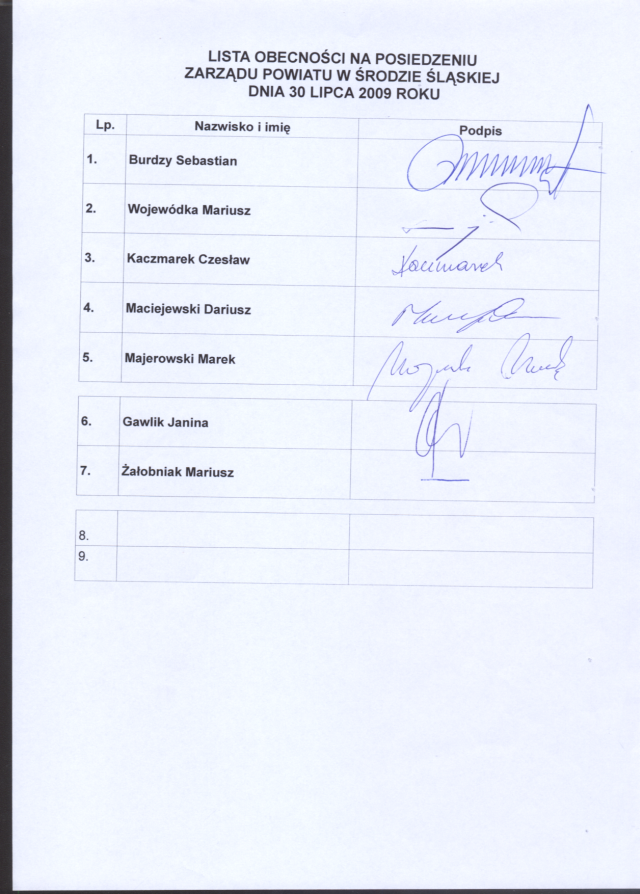 LISTA OBECNOŚCI NA POSIEDZENIU
ZARZĄDU POWIATU W ŚRODZIE ŚLĄSKIEJ
DNIA 30 LIPCA 2009 ROKU
Lp. Nazwisko i imię Podpis
1. Burdzy Sebastian
2. Wojewódka Mariusz
3. Kaczmarek Czesław Kaczmarek
4. Maciejewski Dariusz
5. Majerowski Marek
6. Gawlik Janina
7. Żałobniak Mariusz
8.
9.